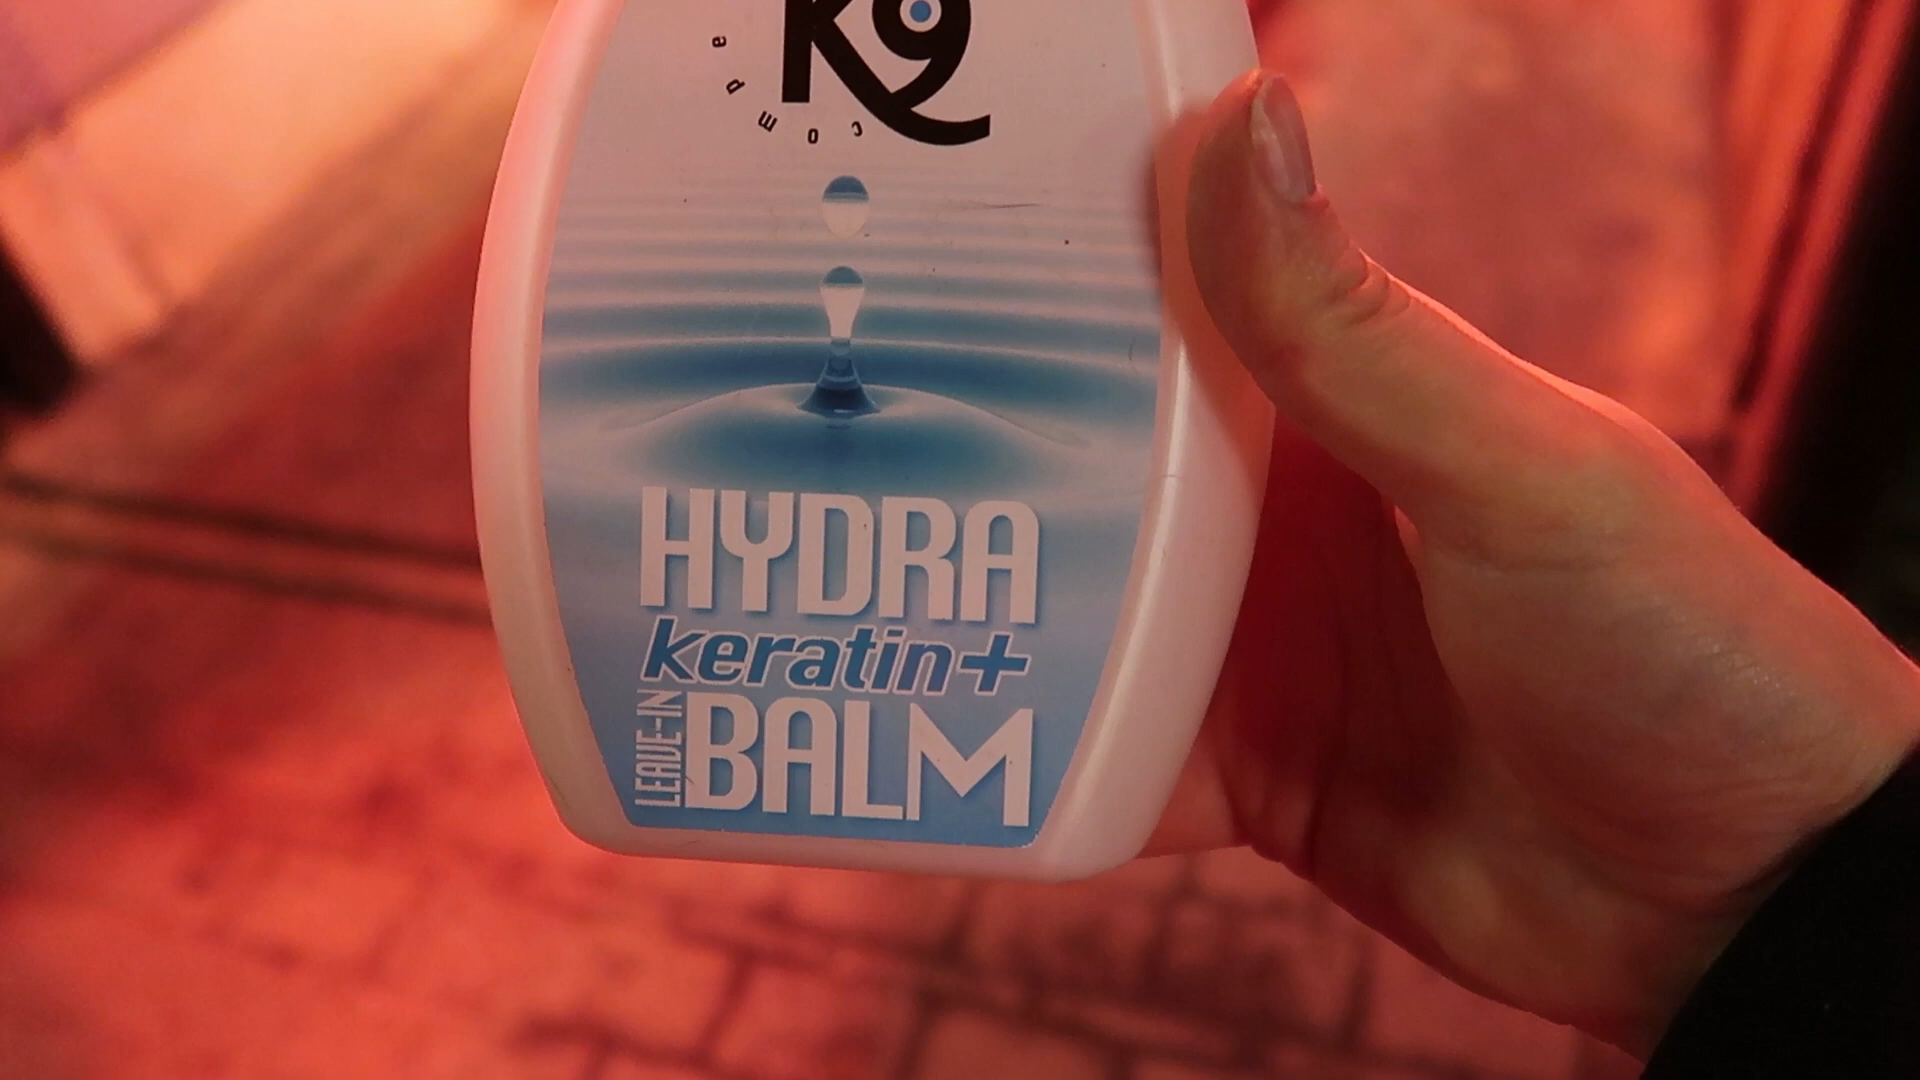 K9
compe
HYDRA
keratin+
LEAVE-IN
BALM